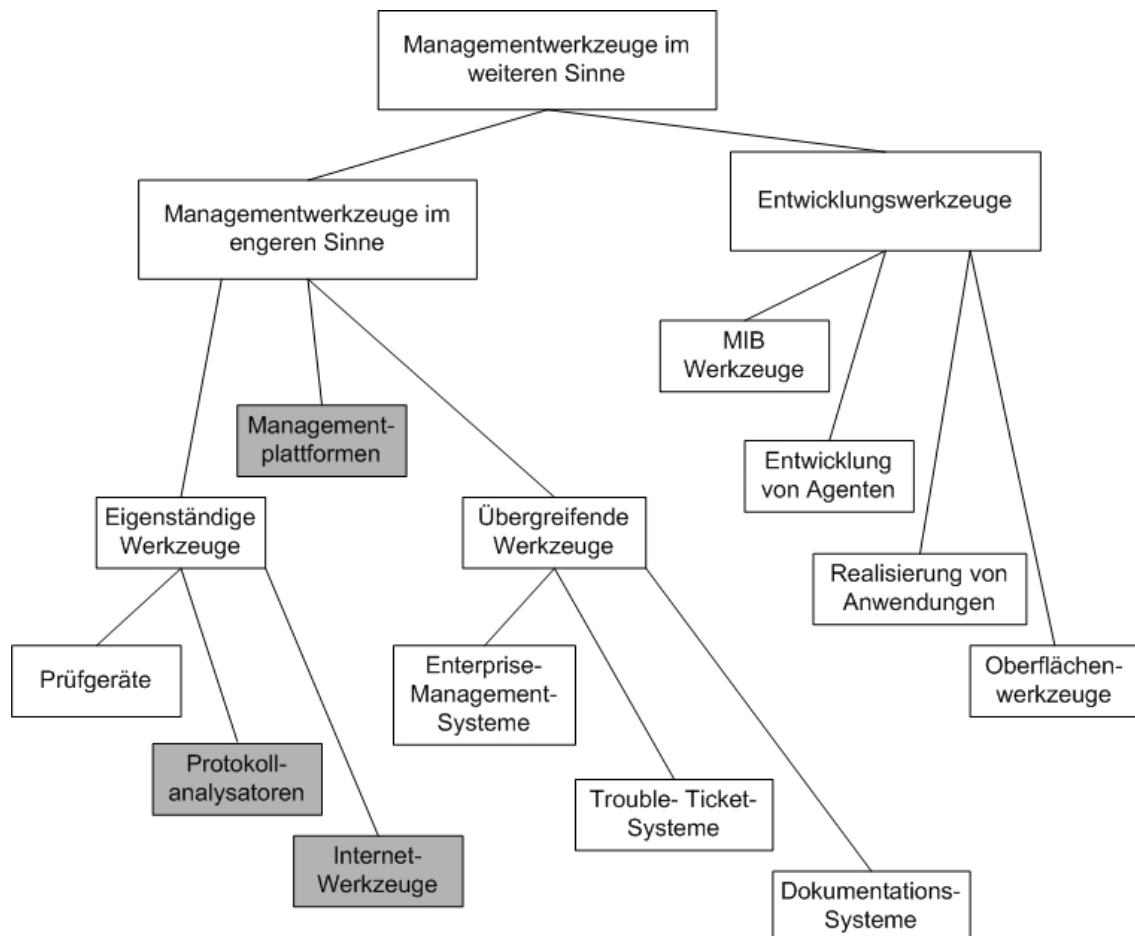 Managementwerkzeuge im
weiteren Sinne
Managementwerkzeuge im
engeren Sinne
Entwicklungswerkzeuge
MIB
Werkzeuge
Management-
plattformen
Entwicklung
von Agenten
Eigenständige
Werkzeuge
Übergreifende
Werkzeuge
Realisierung von
Anwendungen
Prüfgeräte
Enterprise-
Management-
Systeme
Oberflächen-
werkzeuge
Protokoll-
analysatoren
Trouble- Ticket-
Systeme
Internet-
Werkzeuge
Dokumentations-
Systeme